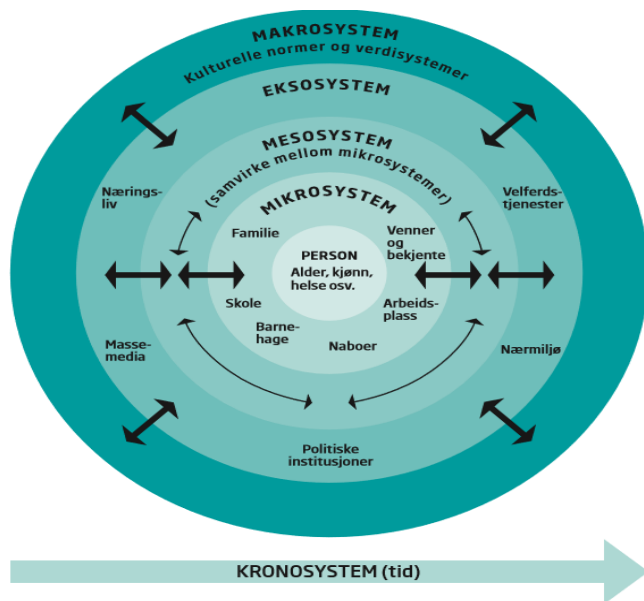 MAKROSYSTEM
Kulturelle normer og verdisystemer
EKSOSYSTEM
MESOSYSTEM
(samvirke mellom mikrosystemer)
MIKROSYSTEM
Nærings-
liv
Velferds-
tjenester
Familie
Venner
og
bekjente
PERSON
Alder, kjønn,
helse osv.
Skole
Arbeids-
plass
Barne-
hage
Naboer
Masse-
media
Nærmiljø
Politiske
institusjoner
KRONOSYSTEM (tid)